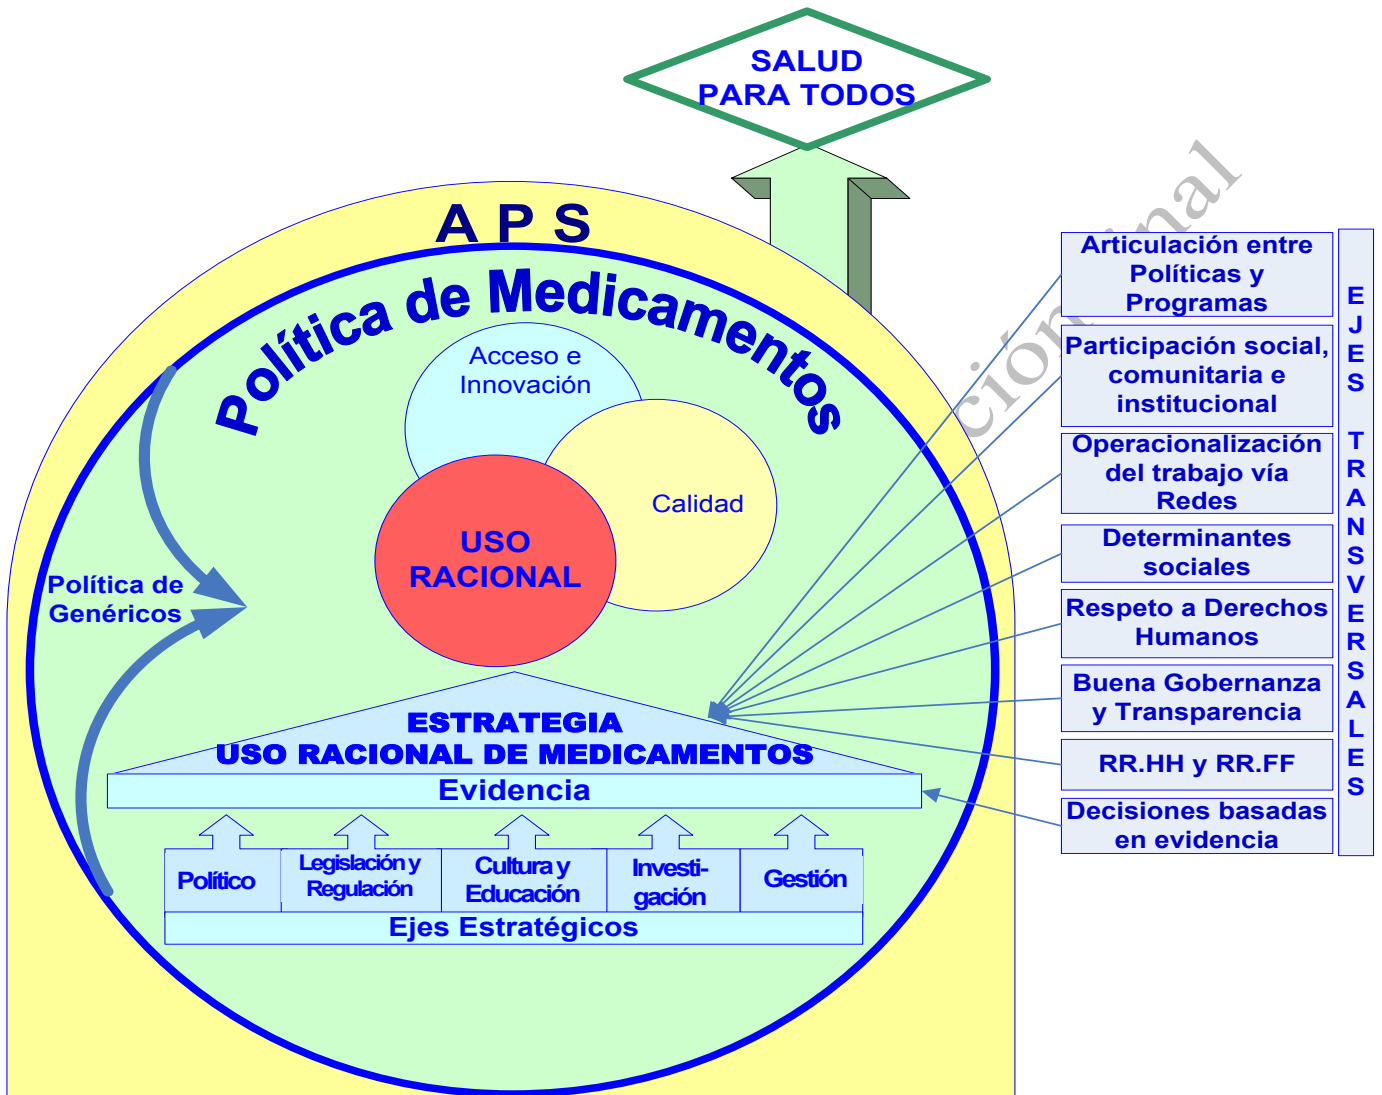 SALUD
PARA TODOS
A P S
Política de Medicamentos
Acceso e
Innovación
Calidad
USO
RACIONAL
Política de
Genéricos
ESTRATEGIA
USO RACIONAL DE MEDICAMENTOS
Evidencia
Político
Legislación y
Regulación
Cultura y
Educación
Investi-
gación
Gestión
Ejes Estratégicos
Articulación entre
Políticas y
Programas
Participación social,
comunitaria e
institucional
Operacionalización
del trabajo vía
Redes
Determinantes
sociales
Respeto a Derechos
Humanos
Buena Gobernanza
y Transparencia
RR.HH y RR.FF
Decisiones basadas
en evidencia
EJES TRANSVERSALES